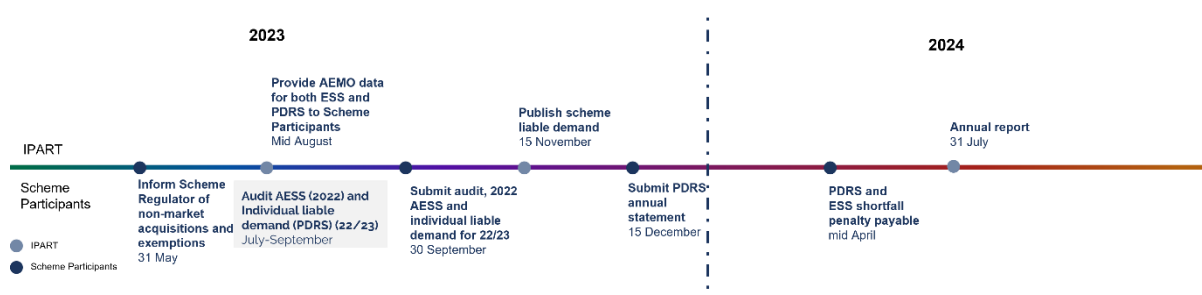 2023
2024
Provide AEMO data
for both ESS and
PDRS to Scheme
Participants
Mid August
Publish scheme
liable demand
15 November
Annual report
31 July
IPART
Scheme
Participants
Inform Scheme
Regulator of
non-market
acquisitions and
exemptions
31 May
Audit AESS (2022) and
Individual liable
demand (PDRS) (22/23)
July-September
Submit audit, 2022
AESS and
individual liable
demand for 22/23
30 September
Submit PDRS
annual
statement
15 December
PDRS and
ESS shortfall
penalty payable
mid April
IPART
Scheme Participants